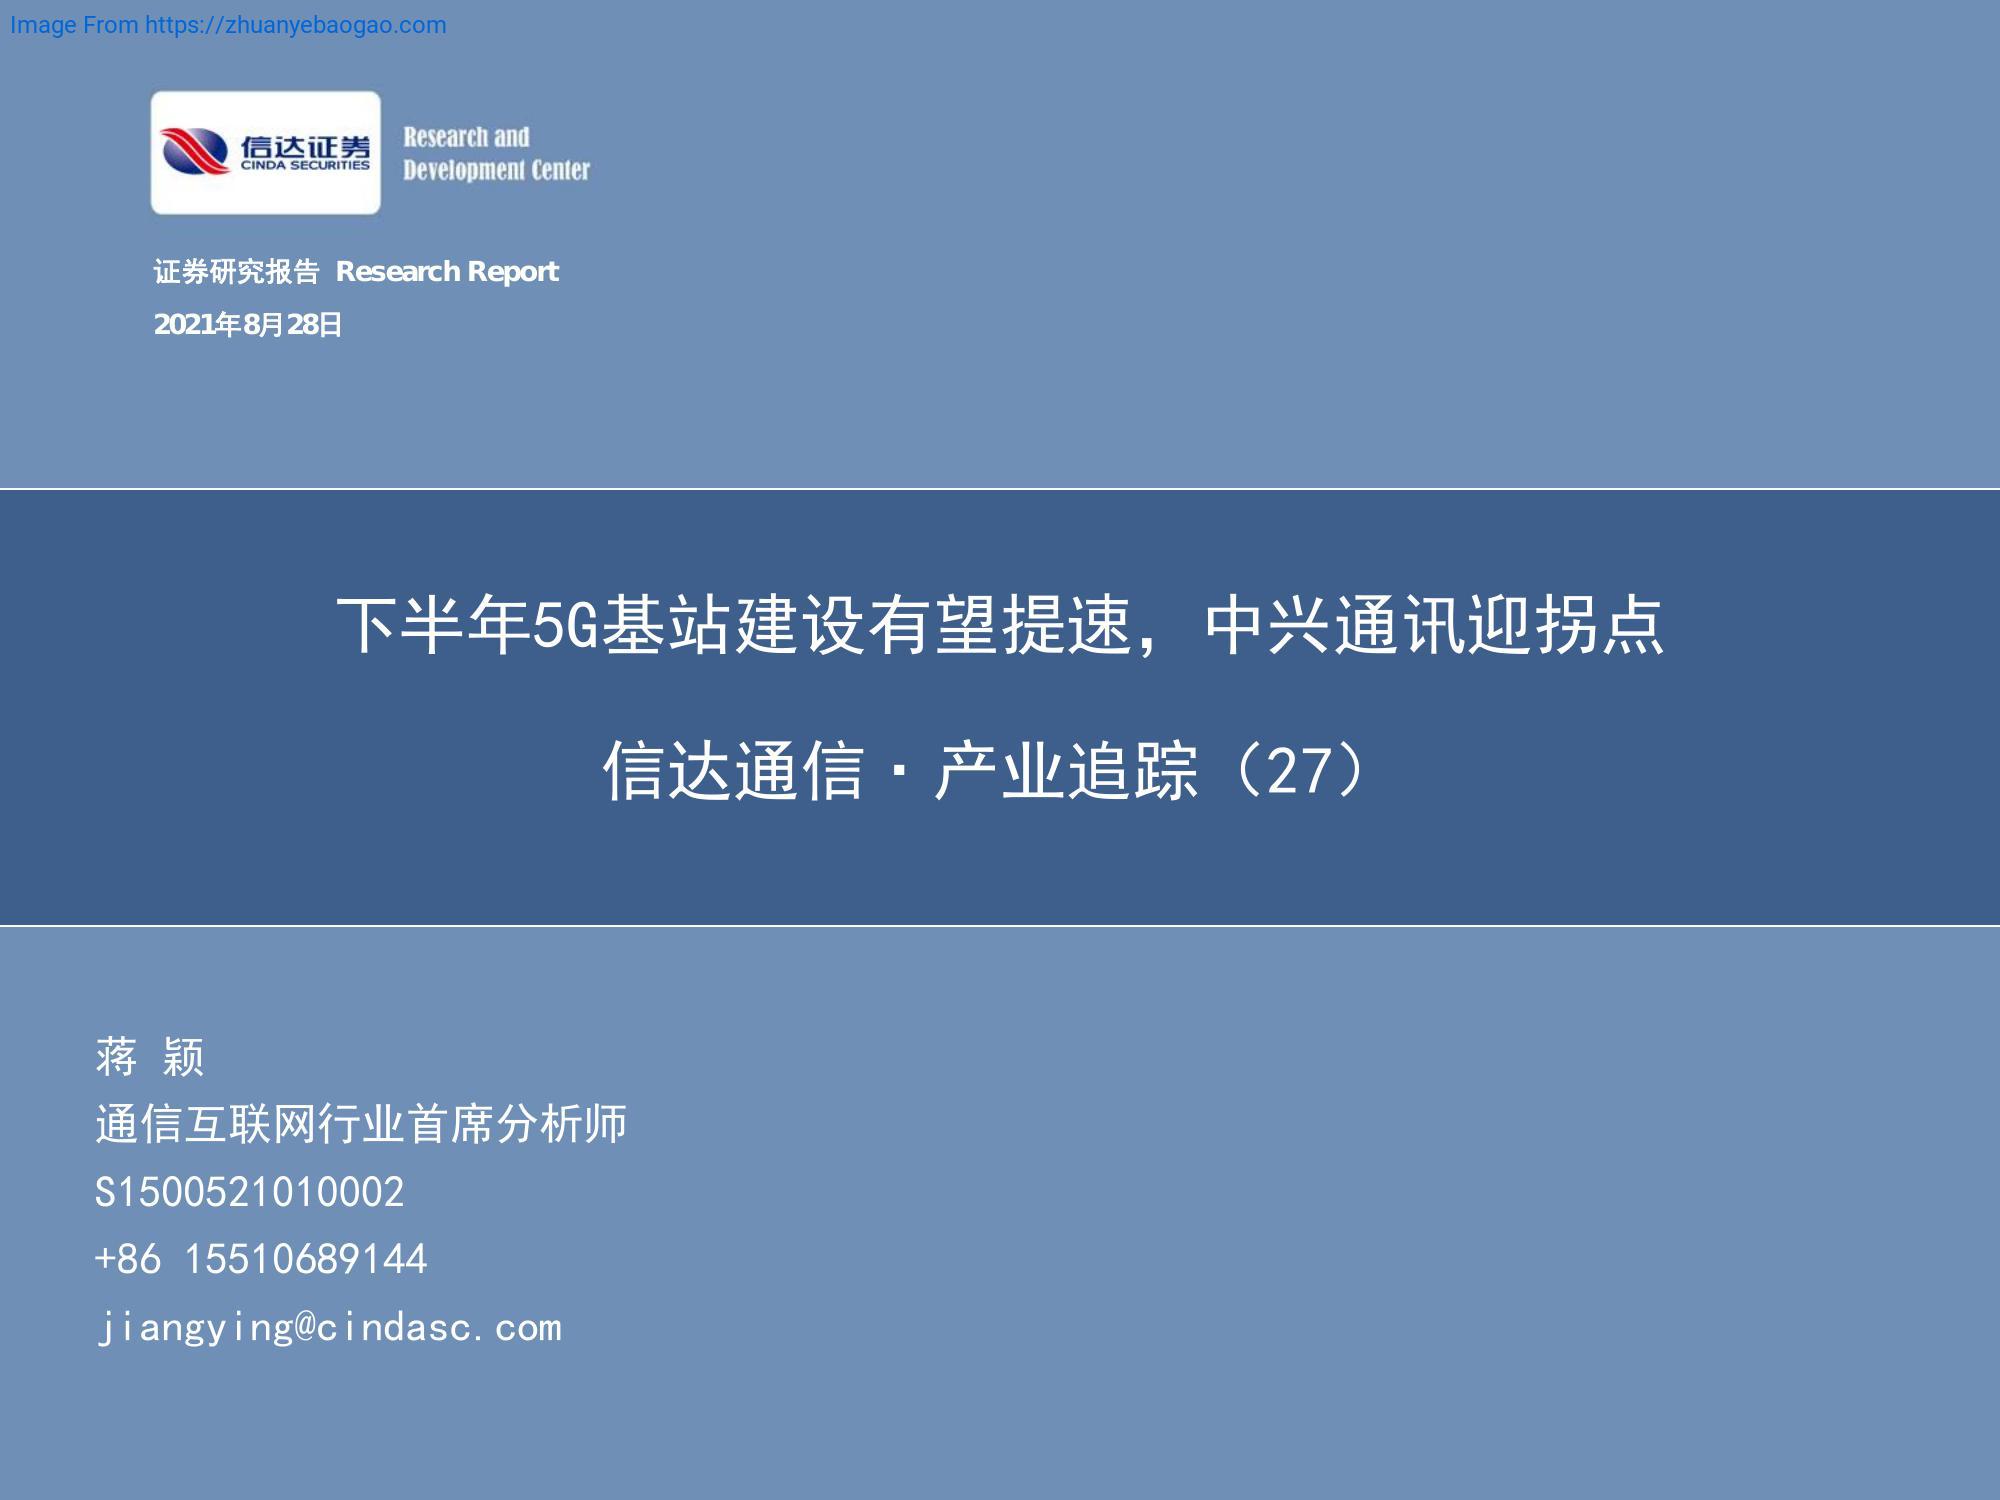 Image From https://zhuanyebaogao.com
信达证券
CINDA SECURITIES
Research and
Development Center
证券研究报告 Research Report
2021年8月28日
下半年5G基站建设有望提速，中兴通讯迎拐点
信达通信·产业追踪（27）
蒋 颖
通信互联网行业首席分析师
S1500521010002
+86 15510689144
jiangying@cindasc.com